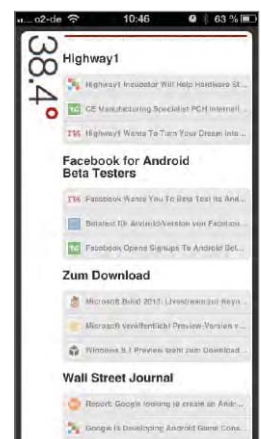 o2-de 10:46 63 %
38.4°
Highway1
Highway1 Incubator Will Help Hardware St...
CE Manufacturing Specialist PCH Internati...
Highway1 Wants To Turn Your Dream Into...
Facebook for Android
Beta Testers
Facebook Wants You To Beta Test Its And...
Betatest für Android-Version von Facebo...
Facebook Opens Signups To Android Bet...
Zum Download
Microsoft Build 2013: Livestream zur Keyn...
Microsoft veröffentlicht Preview-Version v...
Windows 8.1 Preview steht zum Download...
Wall Street Journal
Report: Google looking to create an Andr...
Google Is Developing Android Game Cons...